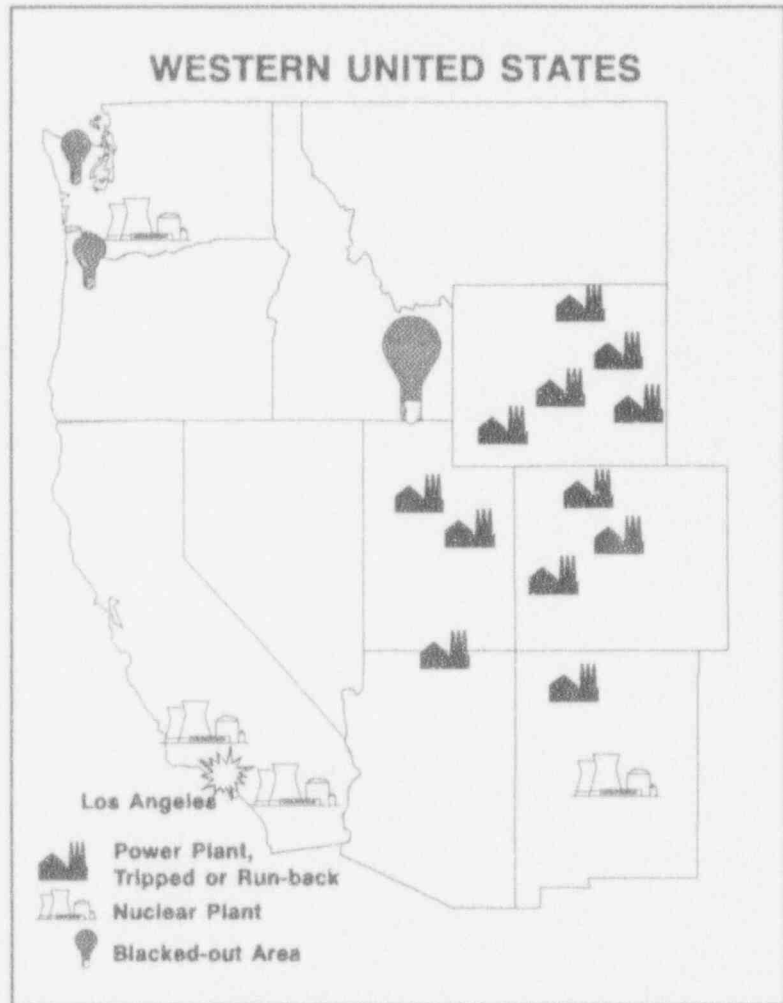 WESTERN UNITED STATES
Los Angeles
Power Plant,
Tripped or Run-back
Nuclear Plant
Blacked-out Area